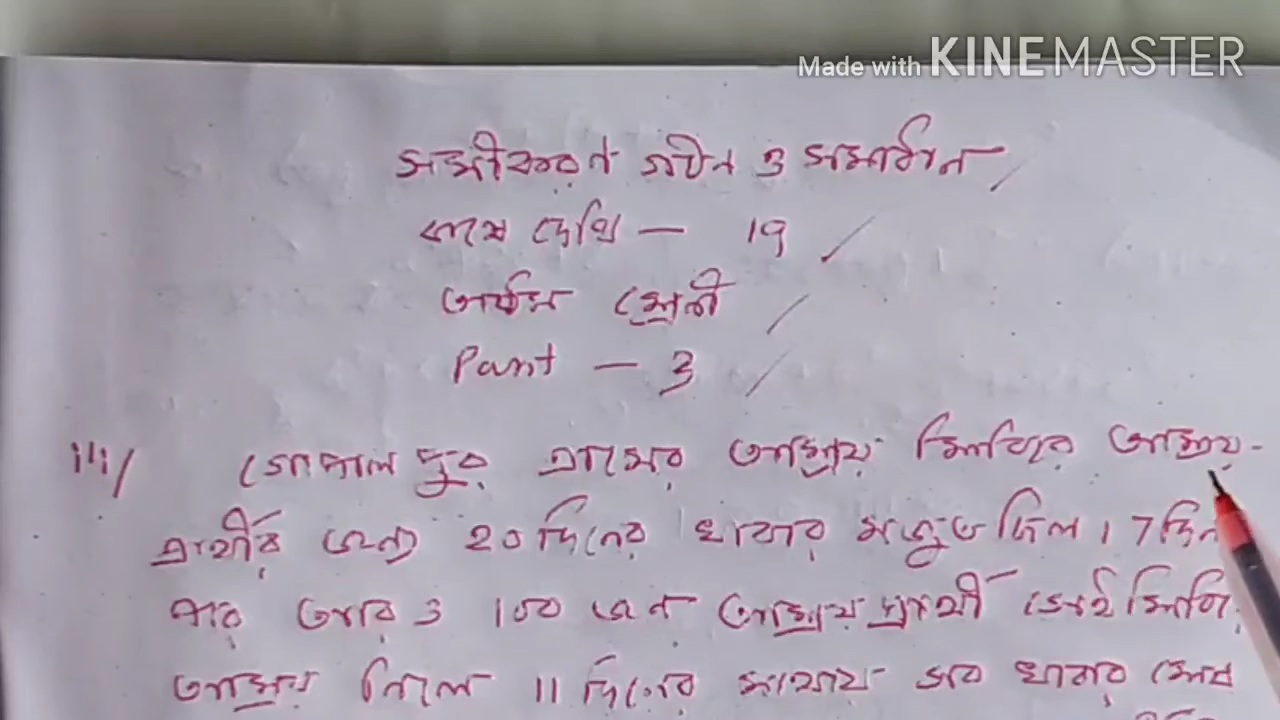 Made with KINEMASTER
সমীকরণ গঠন ও সমাধান
কষে দেখি — 19
অষ্টম শ্রেণী
Part — 3
iii/ গোপালপুর গ্রামের আশ্রয় শিবিরে আশ্রয়-
প্রার্থীর জন্য 20 দিনের খাবার মজুত ছিল । 7 দিন
পরে আরও 100 জন আশ্রয়প্রার্থী সেই শিবি
আশ্রয় নিলে 11 দিনের মাথায় সব খাবার শেষ